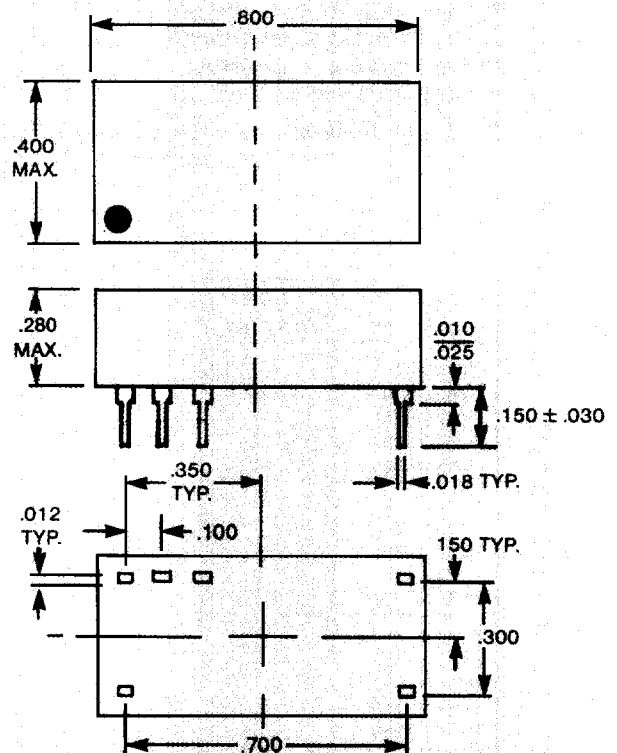 .800
.400
MAX.
.280
MAX.
.010
.025
.150 ± .030
.350
TYP.
.018 TYP.
.012
TYP.
.100
150 TYP.
.300
.700